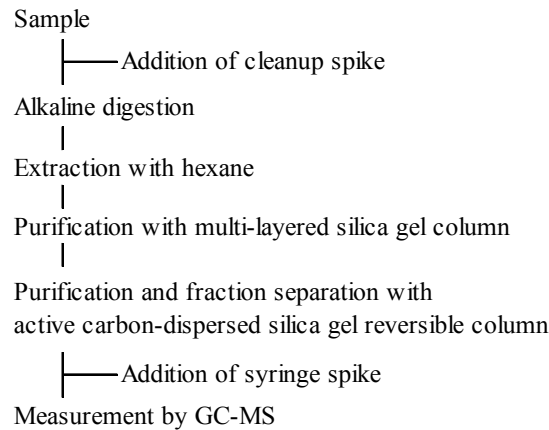 Sample
Addition of cleanup spike
Alkaline digestion
Extraction with hexane
Purification with multi-layered silica gel column
Purification and fraction separation with
active carbon-dispersed silica gel reversible column
Addition of syringe spike
Measurement by GC-MS